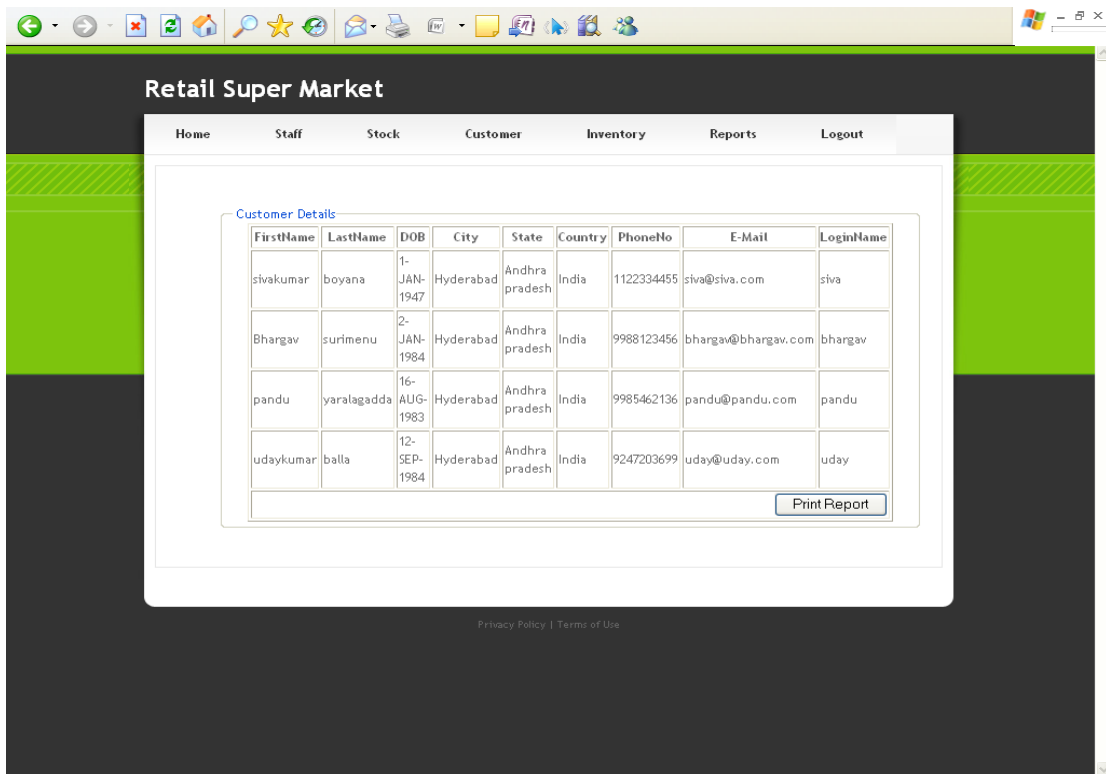 Retail Super Market
Home Staff Stock Customer Inventory Reports Logout
Customer Details
FirstName LastName DOB City State Country PhoneNo E-Mail LoginName
sivakumar boyana 1-JAN-1947 Hyderabad Andhra pradesh India 1122334455 siva@siva.com siva
Bhargav surimenu 2-JAN-1984 Hyderabad Andhra pradesh India 9988123456 bhargav@bhargav.com bhargav
pandu yaralagadda 16-AUG-1983 Hyderabad Andhra pradesh India 9985462136 pandu@pandu.com pandu
udaykumar balla 12-SEP-1984 Hyderabad Andhra pradesh India 9247203699 uday@uday.com uday
Print Report
Privacy Policy | Terms of Use